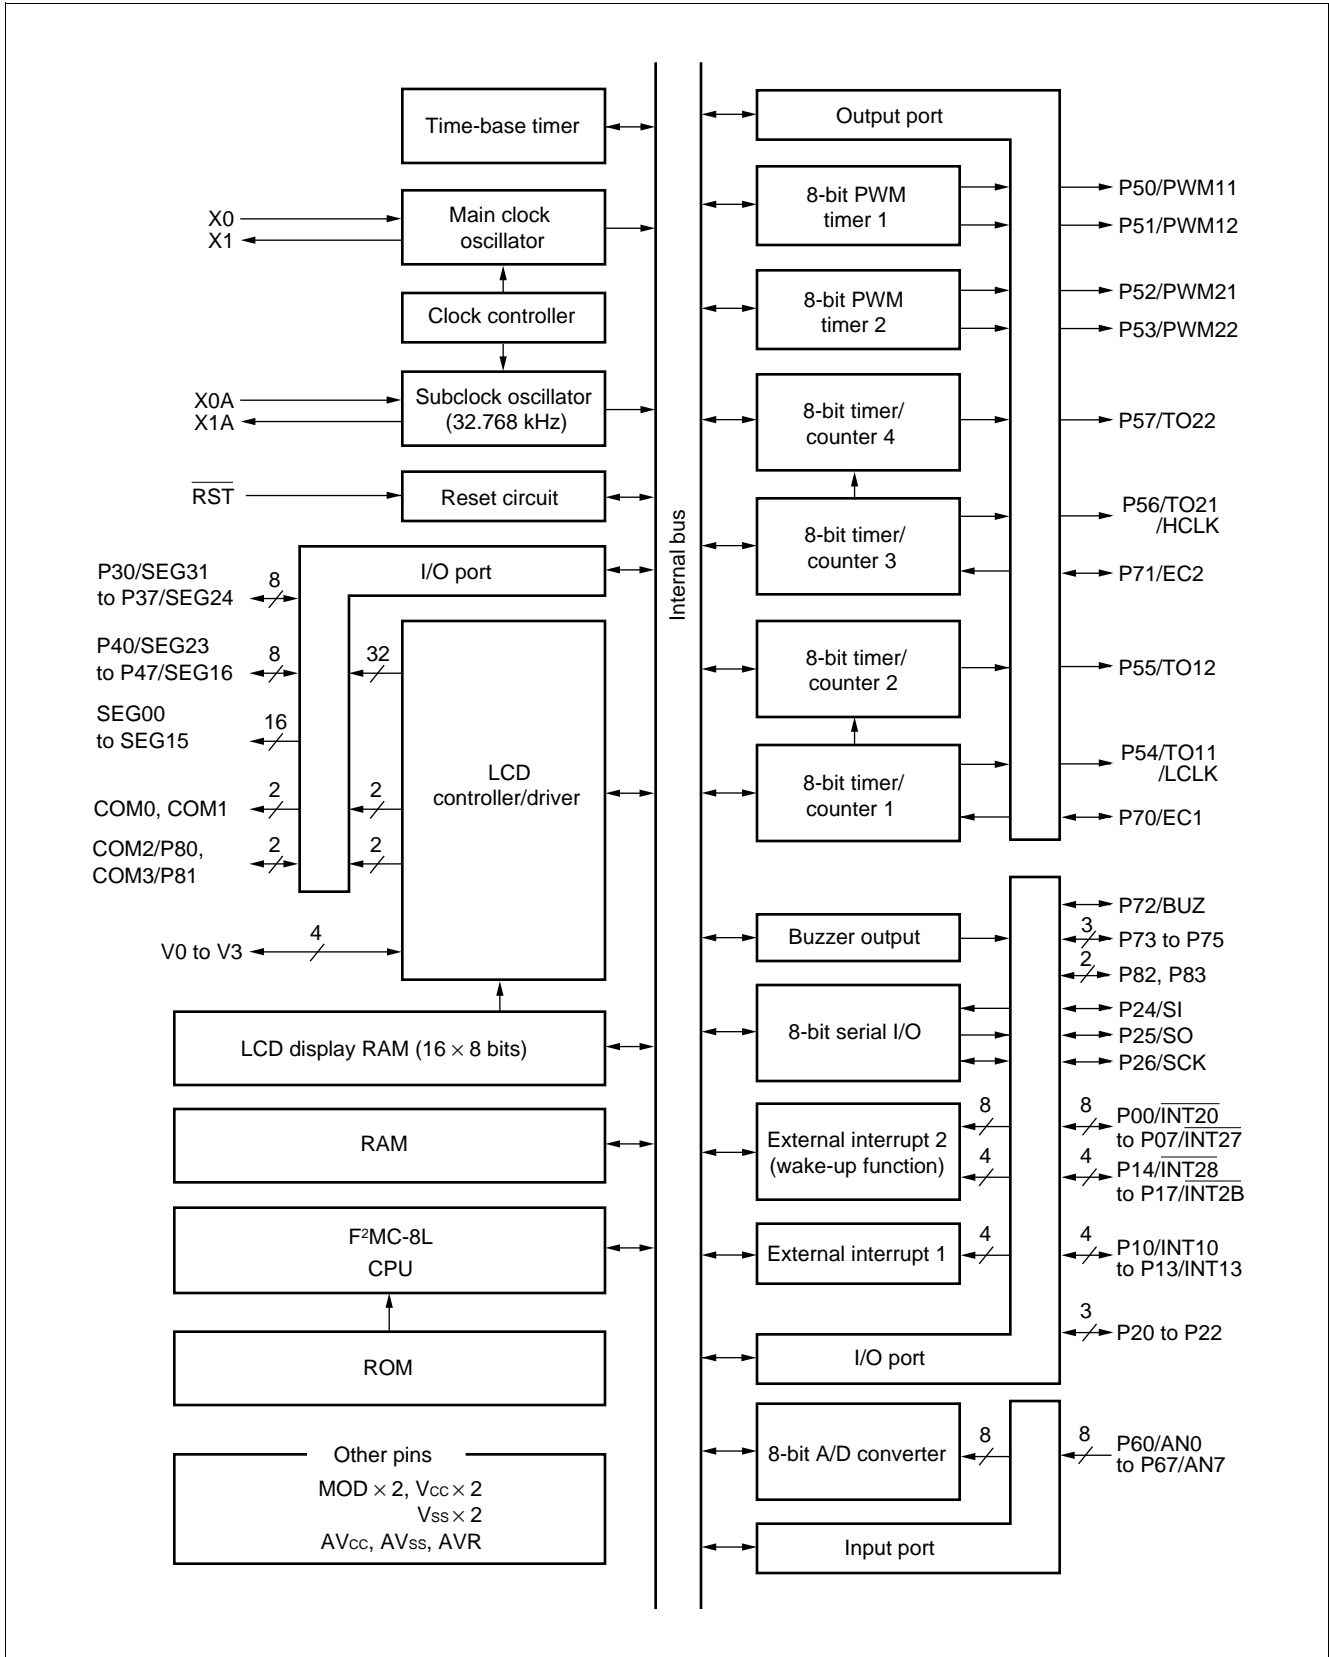 Time-base timer
X0
X1
Main clock
oscillator
Clock controller
X0A
X1A
Subclock oscillator
(32.768 kHz)
RST
Reset circuit
I/O port
P30/SEG31
to P37/SEG24
8
P40/SEG23
to P47/SEG16
8
32
SEG00
to SEG15
16
LCD
controller/driver
COM0, COM1
2
2
COM2/P80,
COM3/P81
2
2
V0 to V3
4
LCD display RAM (16 × 8 bits)
RAM
F²MC-8L
CPU
ROM
Other pins
MOD × 2, VCC × 2
VSS × 2
AVCC, AVSS, AVR
Internal bus
Output port
8-bit PWM
timer 1
P50/PWM11
P51/PWM12
8-bit PWM
timer 2
P52/PWM21
P53/PWM22
8-bit timer/
counter 4
P57/TO22
8-bit timer/
counter 3
P56/TO21
/HCLK
P71/EC2
8-bit timer/
counter 2
P55/TO12
8-bit timer/
counter 1
P54/TO11
/LCLK
P70/EC1
Buzzer output
P72/BUZ
3
P73 to P75
2
P82, P83
8-bit serial I/O
P24/SI
P25/SO
P26/SCK
External interrupt 2
(wake-up function)
8
4
8
P00/INT20
to P07/INT27
4
P14/INT28
to P17/INT2B
External interrupt 1
4
4
P10/INT10
to P13/INT13
3
P20 to P22
I/O port
8-bit A/D converter
8
8
P60/AN0
to P67/AN7
Input port